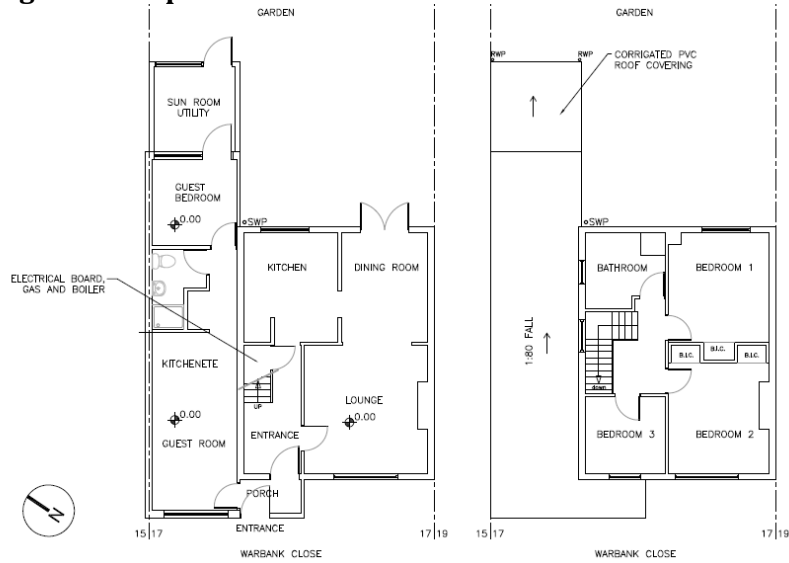 GARDEN
GARDEN
RWP
RWP
CORRIGATED PVC
ROOF COVERING
SUN ROOM
UTILITY
GUEST
BEDROOM
0.00
SWP
SWP
KITCHEN
DINING ROOM
BATHROOM
BEDROOM 1
ELECTRICAL BOARD,
GAS AND BOILER
1:80 FALL
B.I.C.
B.I.C.
B.I.C.
KITCHENETE
0.00
GUEST ROOM
UP
LOUNGE
0.00
ENTRANCE
down
BEDROOM 3
BEDROOM 2
N
PORCH
ENTRANCE
15 17
17 19
15 17
17 19
WARBANK CLOSE
WARBANK CLOSE